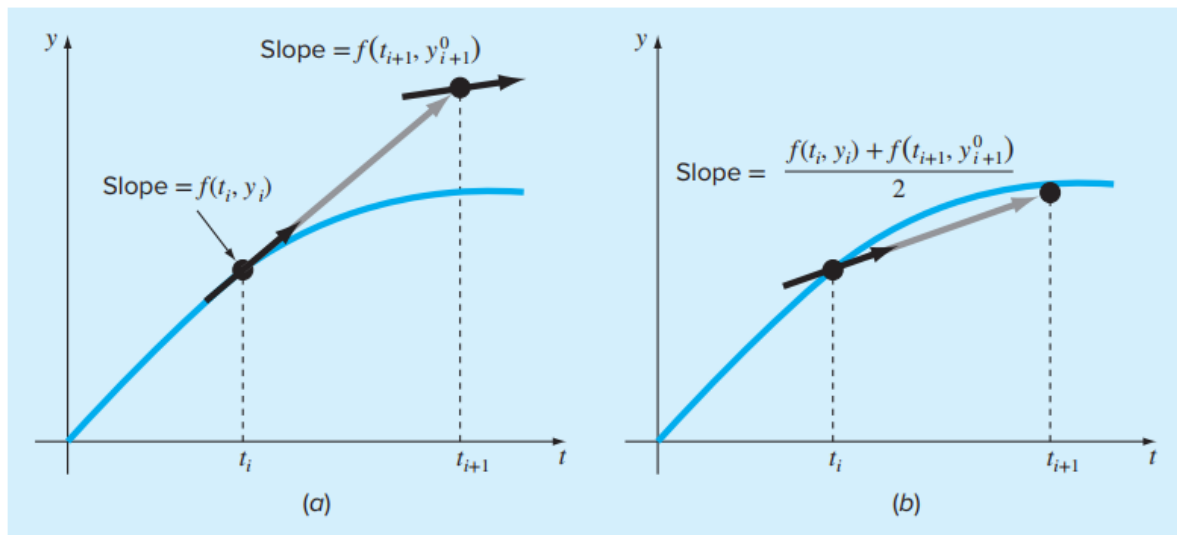 y
Slope = f(t_{i+1}, y^0_{i+1})
Slope = f(t_i, y_i)
t_i
t_{i+1}
t
(a)
y
Slope = \frac{f(t_i, y_i) + f(t_{i+1}, y^0_{i+1})}{2}
t_i
t_{i+1}
t
(b)